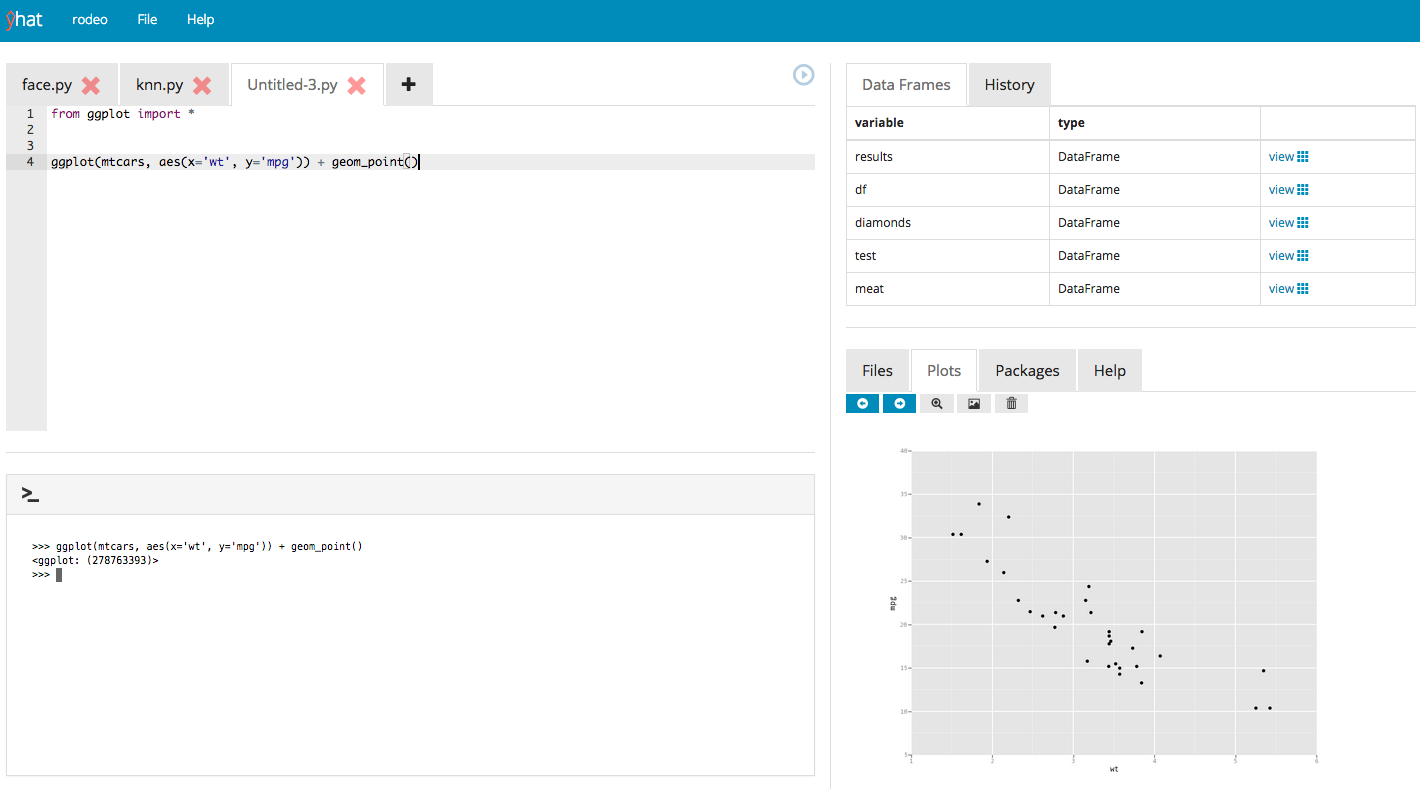 ŷhat rodeo File Help
face.py knn.py Untitled-3.py
1 from ggplot import *
2
3
4 ggplot(mtcars, aes(x='wt', y='mpg')) + geom_point()
>_
>>> ggplot(mtcars, aes(x='wt', y='mpg')) + geom_point()
<ggplot: (278763393)>
>>>
Data Frames History
variable type
results DataFrame view
df DataFrame view
diamonds DataFrame view
test DataFrame view
meat DataFrame view
Files Plots Packages Help
40
35
30
25
mpg
20
15
10
5
1 2 3 4 5 6
wt